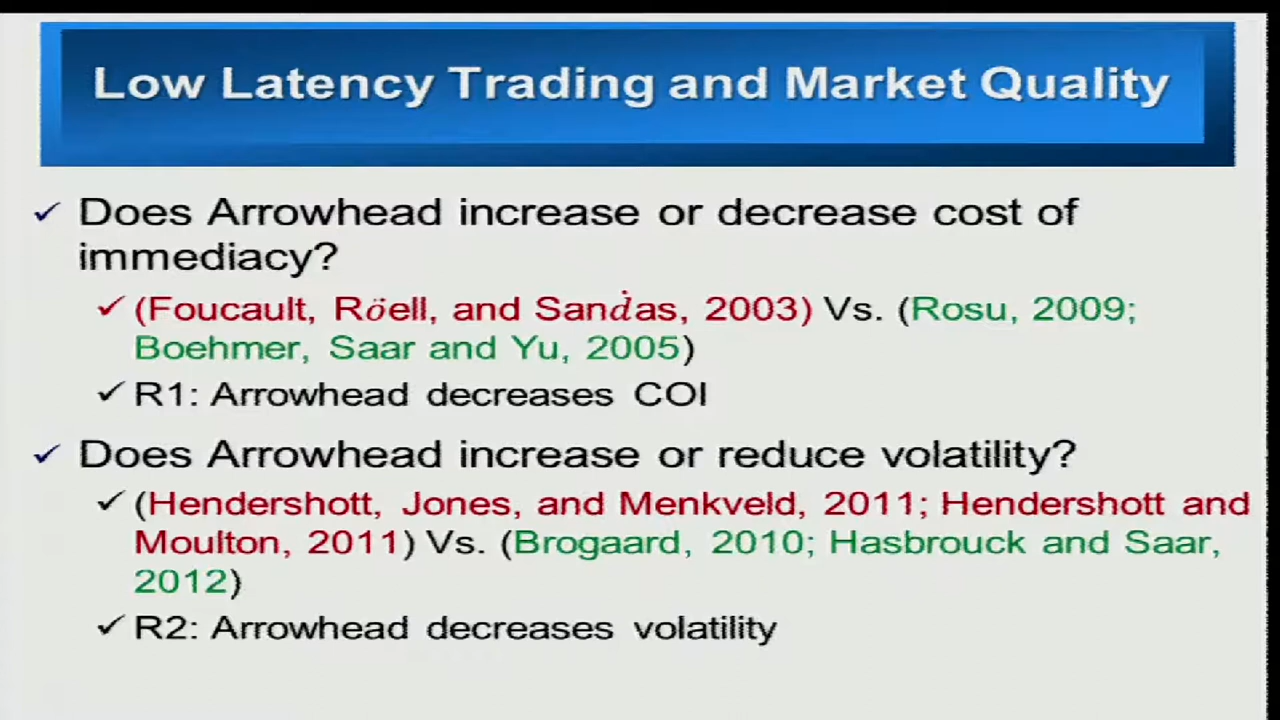 Low Latency Trading and Market Quality
✓ Does Arrowhead increase or decrease cost of
immediacy?
✓ (Foucault, Röell, and Sanḋas, 2003) Vs. (Rosu, 2009;
Boehmer, Saar and Yu, 2005)
✓ R1: Arrowhead decreases COI
✓ Does Arrowhead increase or reduce volatility?
✓ (Hendershott, Jones, and Menkveld, 2011; Hendershott and
Moulton, 2011) Vs. (Brogaard, 2010; Hasbrouck and Saar,
2012)
✓ R2: Arrowhead decreases volatility